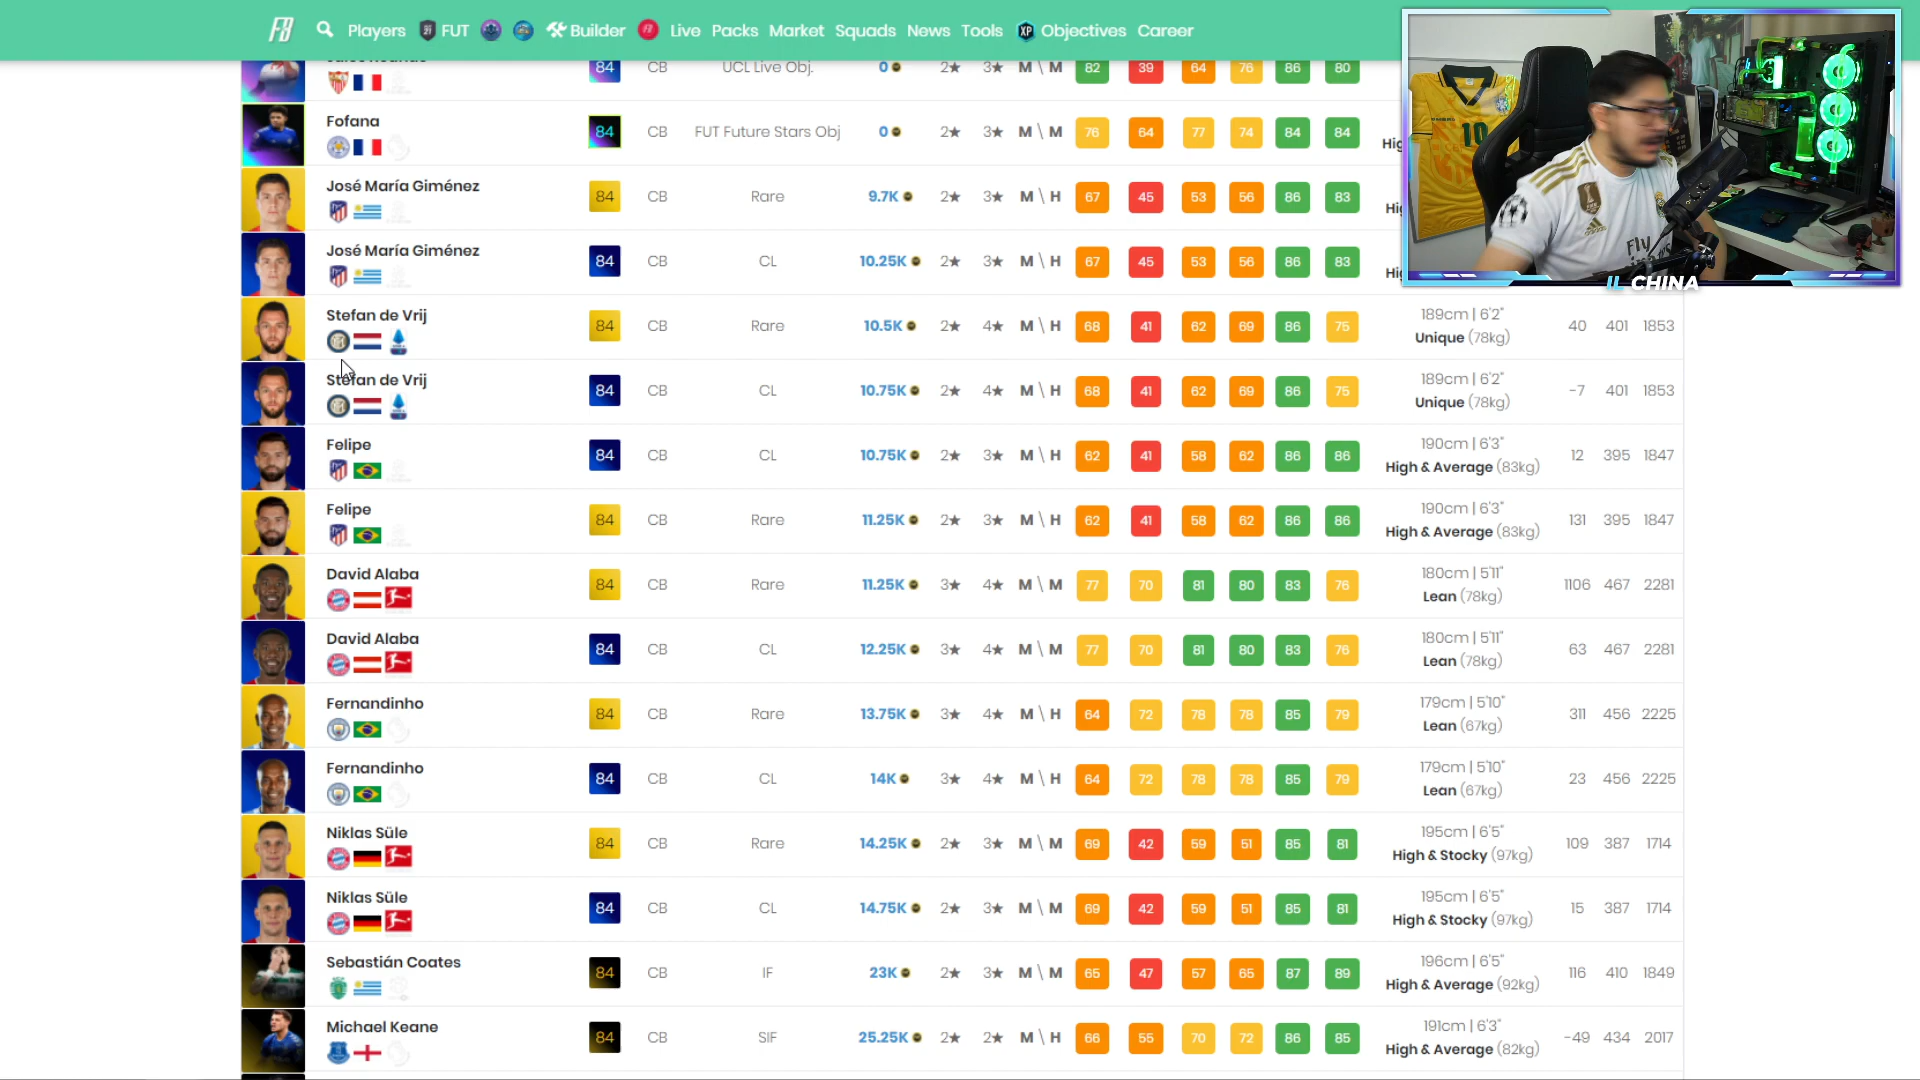 Players FUT Builder Live Packs Market Squads News Tools XP Objectives Career
84 CB UCL Live Obj. 0 2★ 3★ M \ M 82 39 64 76 86 80
Fofana 84 CB FUT Future Stars Obj 0 2★ 3★ M \ M 76 64 77 74 84 84
José María Giménez 84 CB Rare 9.7K 2★ 3★ M \ H 67 45 53 56 86 83
José María Giménez 84 CB CL 10.25K 2★ 3★ M \ H 67 45 53 56 86 83
IL CHINA
Stefan de Vrij 84 CB Rare 10.5K 2★ 4★ M \ H 68 41 62 69 86 75 189cm | 6'2" 40 401 1853
Unique (78kg)
Stefan de Vrij 84 CB CL 10.75K 2★ 4★ M \ H 68 41 62 69 86 75 189cm | 6'2" -7 401 1853
Unique (78kg)
Felipe 84 CB CL 10.75K 2★ 3★ M \ H 62 41 58 62 86 86 190cm | 6'3" 12 395 1847
High & Average (83kg)
Felipe 84 CB Rare 11.25K 2★ 3★ M \ H 62 41 58 62 86 86 190cm | 6'3" 131 395 1847
High & Average (83kg)
David Alaba 84 CB Rare 11.25K 3★ 4★ M \ M 77 70 81 80 83 76 180cm | 5'11" 1106 467 2281
Lean (78kg)
David Alaba 84 CB CL 12.25K 3★ 4★ M \ M 77 70 81 80 83 76 180cm | 5'11" 63 467 2281
Lean (78kg)
Fernandinho 84 CB Rare 13.75K 3★ 4★ M \ H 64 72 78 78 85 79 179cm | 5'10" 311 456 2225
Lean (67kg)
Fernandinho 84 CB CL 14K 3★ 4★ M \ H 64 72 78 78 85 79 179cm | 5'10" 23 456 2225
Lean (67kg)
Niklas Süle 84 CB Rare 14.25K 2★ 3★ M \ M 69 42 59 51 85 81 195cm | 6'5" 109 387 1714
High & Stocky (97kg)
Niklas Süle 84 CB CL 14.75K 2★ 3★ M \ M 69 42 59 51 85 81 195cm | 6'5" 15 387 1714
High & Stocky (97kg)
Sebastián Coates 84 CB IF 23K 2★ 3★ M \ M 65 47 57 65 87 89 196cm | 6'5" 116 410 1849
High & Average (92kg)
Michael Keane 84 CB SIF 25.25K 2★ 2★ M \ H 66 55 70 72 86 85 191cm | 6'3" -49 434 2017
High & Average (82kg)